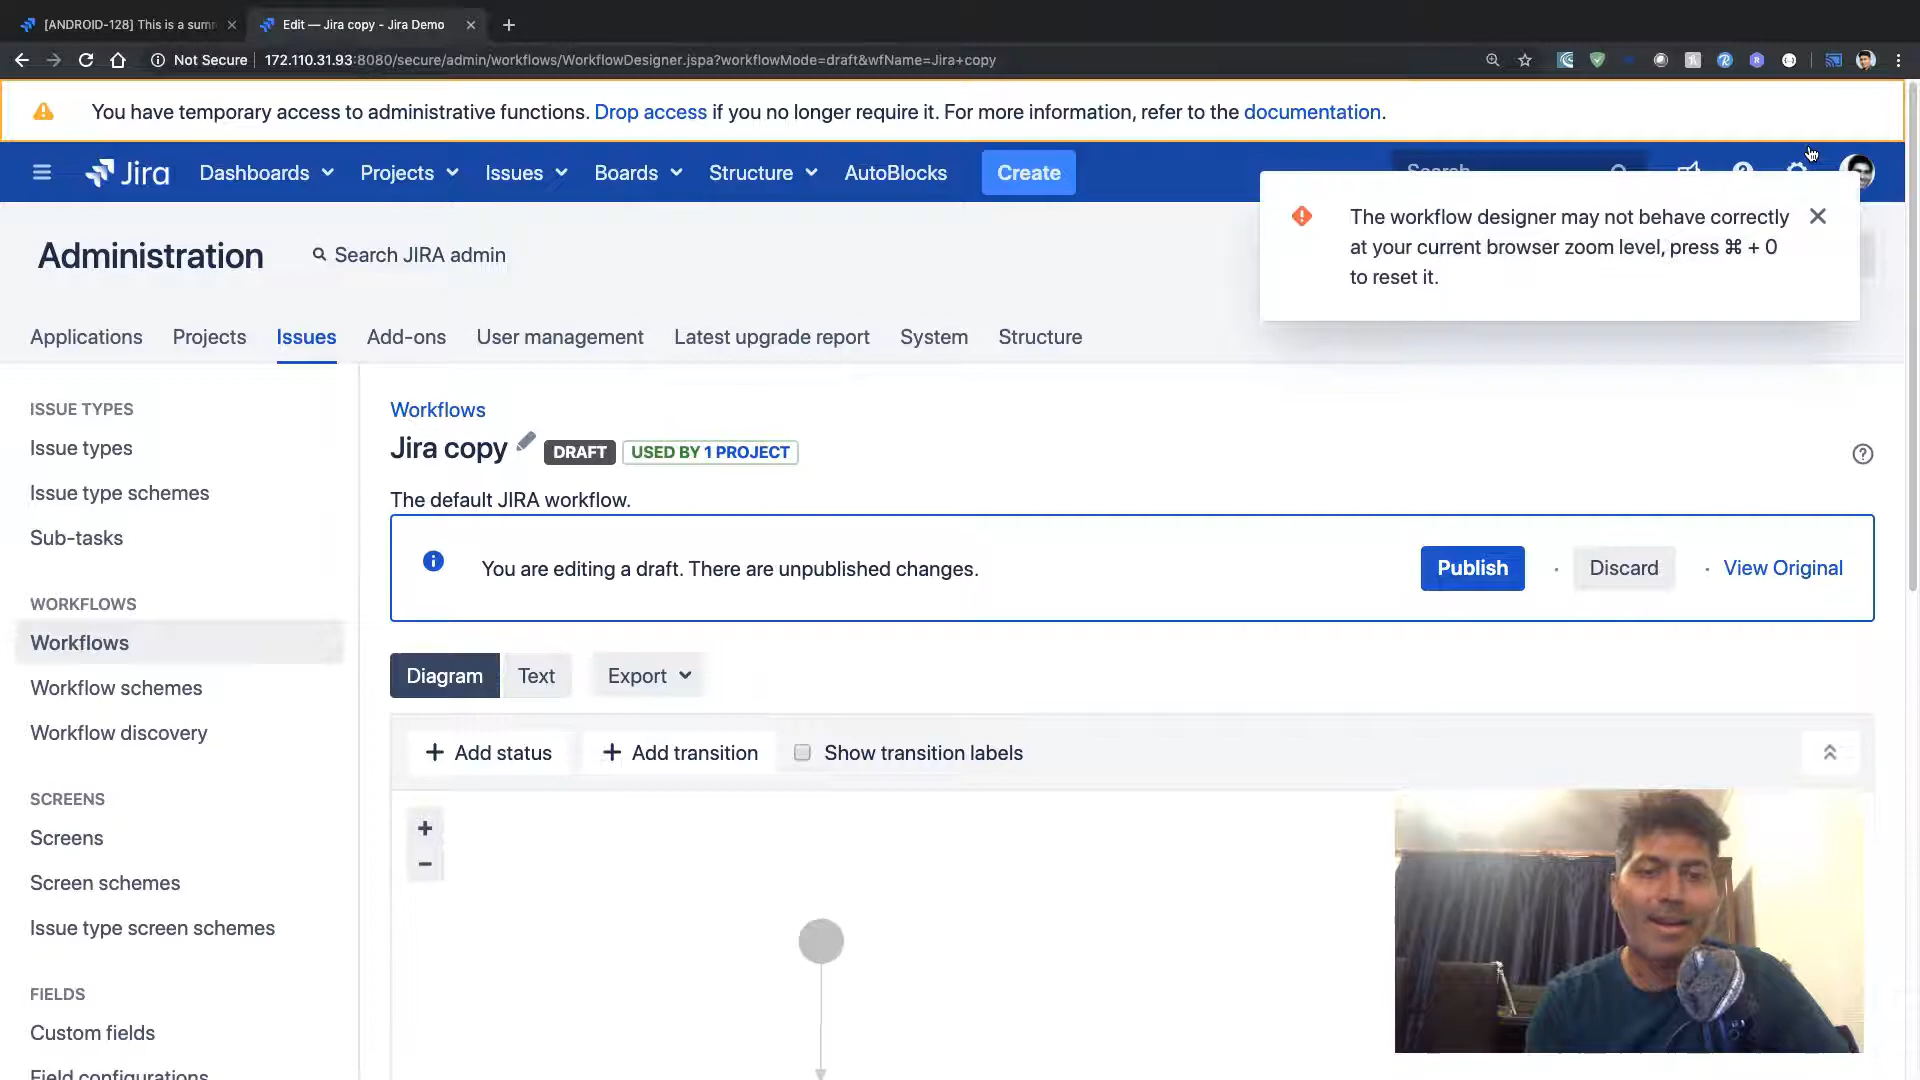 [ANDROID-128] This is a sum
Edit — Jira copy - Jira Demo
Not Secure
172.110.31.93:8080/secure/admin/workflows/WorkflowDesigner.jspa?workflowMode=draft&wfName=Jira+copy
You have temporary access to administrative functions. Drop access if you no longer require it. For more information, refer to the documentation.
Jira Dashboards Projects Issues Boards Structure AutoBlocks Create Search
The workflow designer may not behave correctly
at your current browser zoom level, press ⌘ + 0
to reset it.
Administration
Search JIRA admin
Applications Projects Issues Add-ons User management Latest upgrade report System Structure
ISSUE TYPES
Issue types
Issue type schemes
Sub-tasks
WORKFLOWS
Workflows
Workflow schemes
Workflow discovery
SCREENS
Screens
Screen schemes
Issue type screen schemes
FIELDS
Custom fields
Field configurations
Workflows
Jira copy DRAFT USED BY 1 PROJECT
The default JIRA workflow.
You are editing a draft. There are unpublished changes.
Publish · Discard · View Original
Diagram Text Export
+ Add status + Add transition Show transition labels
+
−